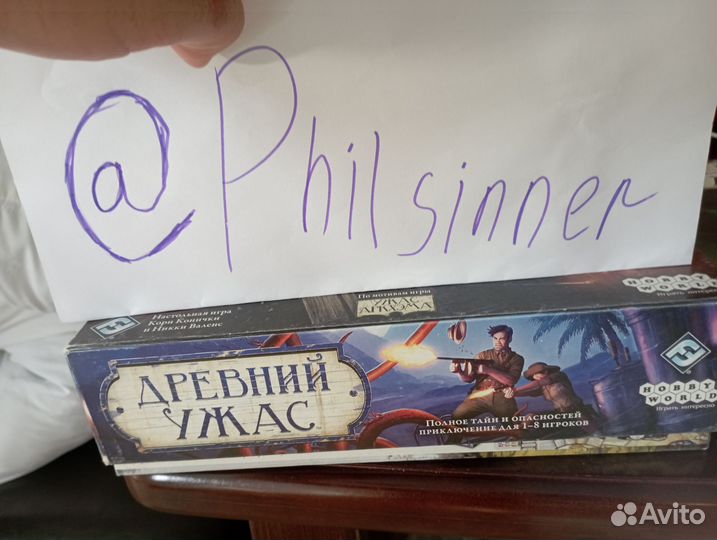 @Philsinner
Настольная игра
Кори Конички
и Никки Валенс
По мотивам игры
УЖАС
АРКХЭМА
HOBBY
WORLD
Играть интересно
ДРЕВНИЙ
УЖАС
Полное тайн и опасностей
приключение для 1–8 игроков
HOBBY
WORLD
Играть интересно
Avito